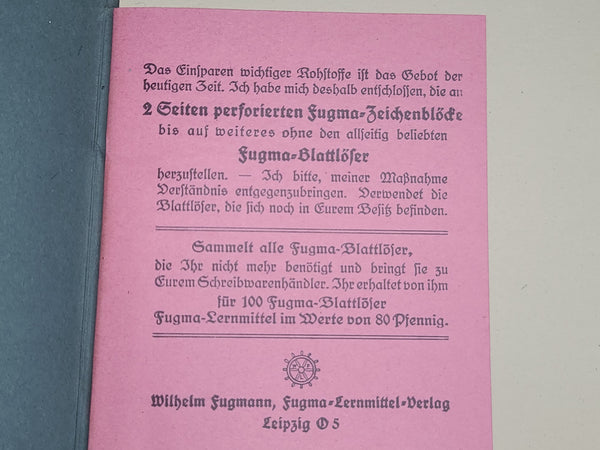 Das Einsparen wichtiger Rohstoffe ist das Gebot der
heutigen Zeit. Ich habe mich deshalb entschlossen, die an
2 Seiten perforierten Fugma-Zeichenblöcke
bis auf weiteres ohne den allseitig beliebten
Fugma-Blattlöser
herzustellen. — Ich bitte, meiner Maßnahme
Verständnis entgegenzubringen. Verwendet die
Blattlöser, die sich noch in Eurem Besitz befinden.
Sammelt alle Fugma-Blattlöser,
die Ihr nicht mehr benötigt und bringt sie zu
Eurem Schreibwarenhändler. Ihr erhaltet von ihm
für 100 Fugma-Blattlöser
Fugma-Lernmittel im Werte von 80 Pfennig.
Wilhelm Fugmann, Fugma-Lernmittel-Verlag
Leipzig O 5